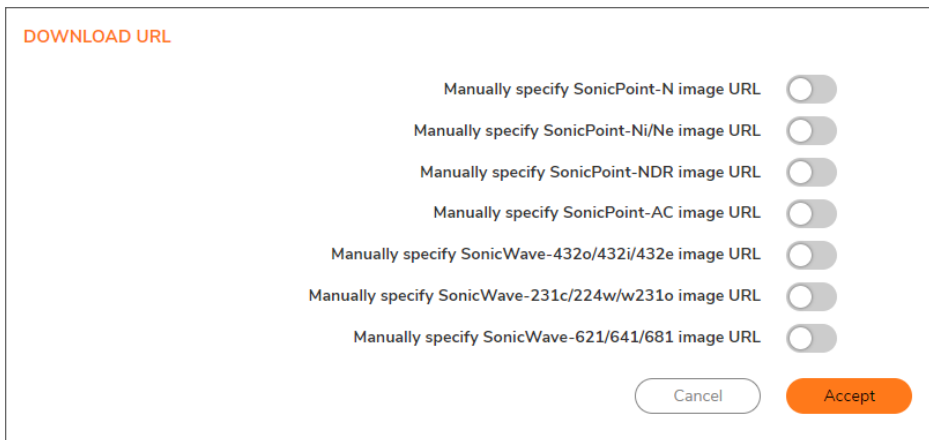 DOWNLOAD URL
Manually specify SonicPoint-N image URL
Manually specify SonicPoint-Ni/Ne image URL
Manually specify SonicPoint-NDR image URL
Manually specify SonicPoint-AC image URL
Manually specify SonicWave-432o/432i/432e image URL
Manually specify SonicWave-231c/224w/w231o image URL
Manually specify SonicWave-621/641/681 image URL
Cancel Accept